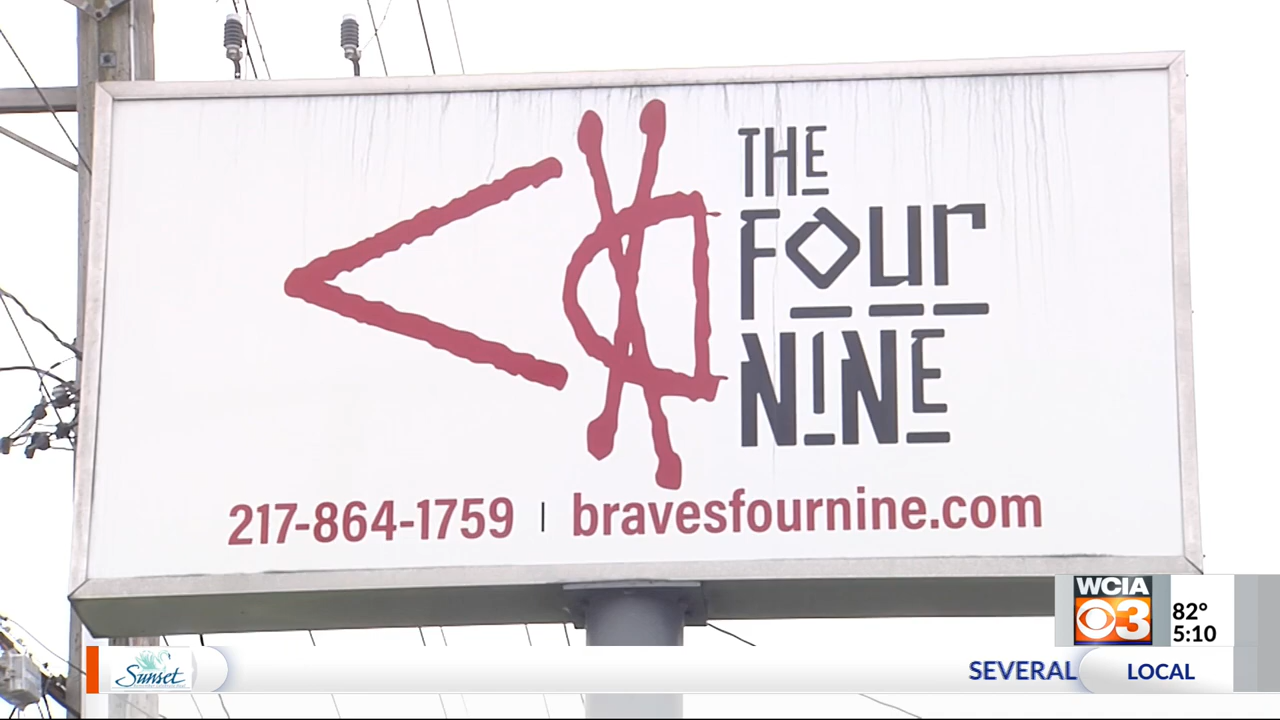 THE
FOUR
NINE
217-864-1759 | bravesfournine.com
WCIA
3
82°
5:10
Sunset
SEVERAL
LOCAL